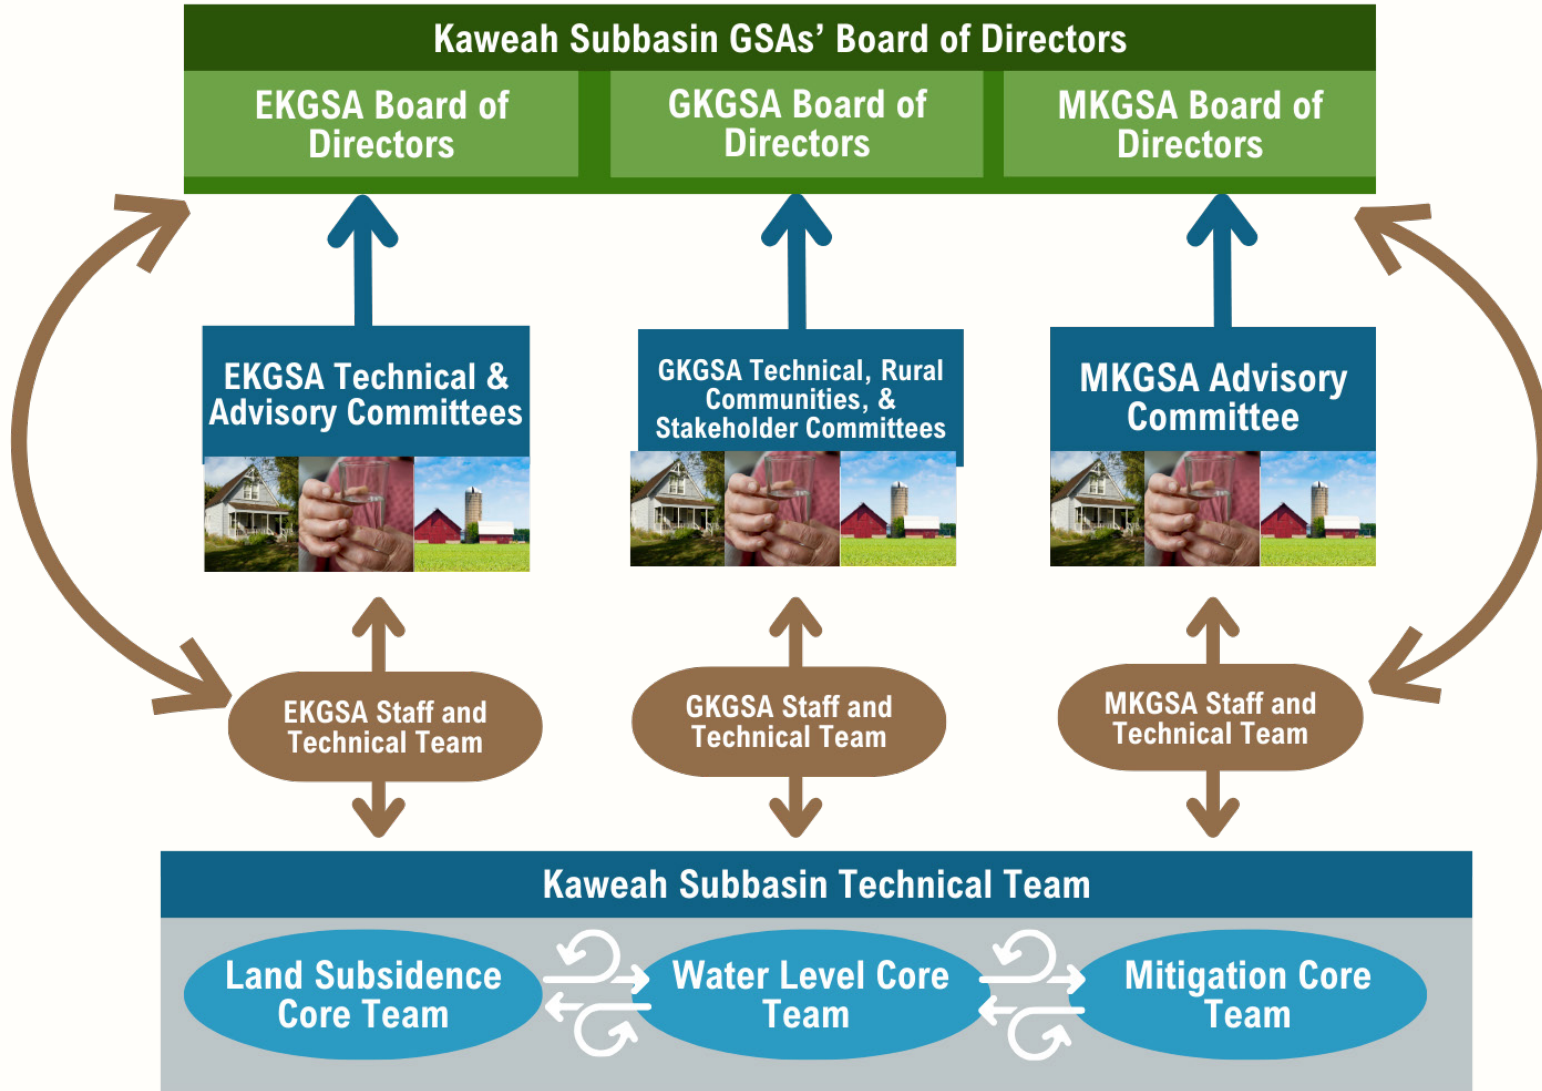 Kaweah Subbasin GSAs’ Board of Directors
EKGSA Board of
Directors
GKGSA Board of
Directors
MKGSA Board of
Directors
EKGSA Technical &
Advisory Committees
GKGSA Technical, Rural
Communities, &
Stakeholder Committees
MKGSA Advisory
Committee
EKGSA Staff and
Technical Team
GKGSA Staff and
Technical Team
MKGSA Staff and
Technical Team
Kaweah Subbasin Technical Team
Land Subsidence
Core Team
Water Level Core
Team
Mitigation Core
Team